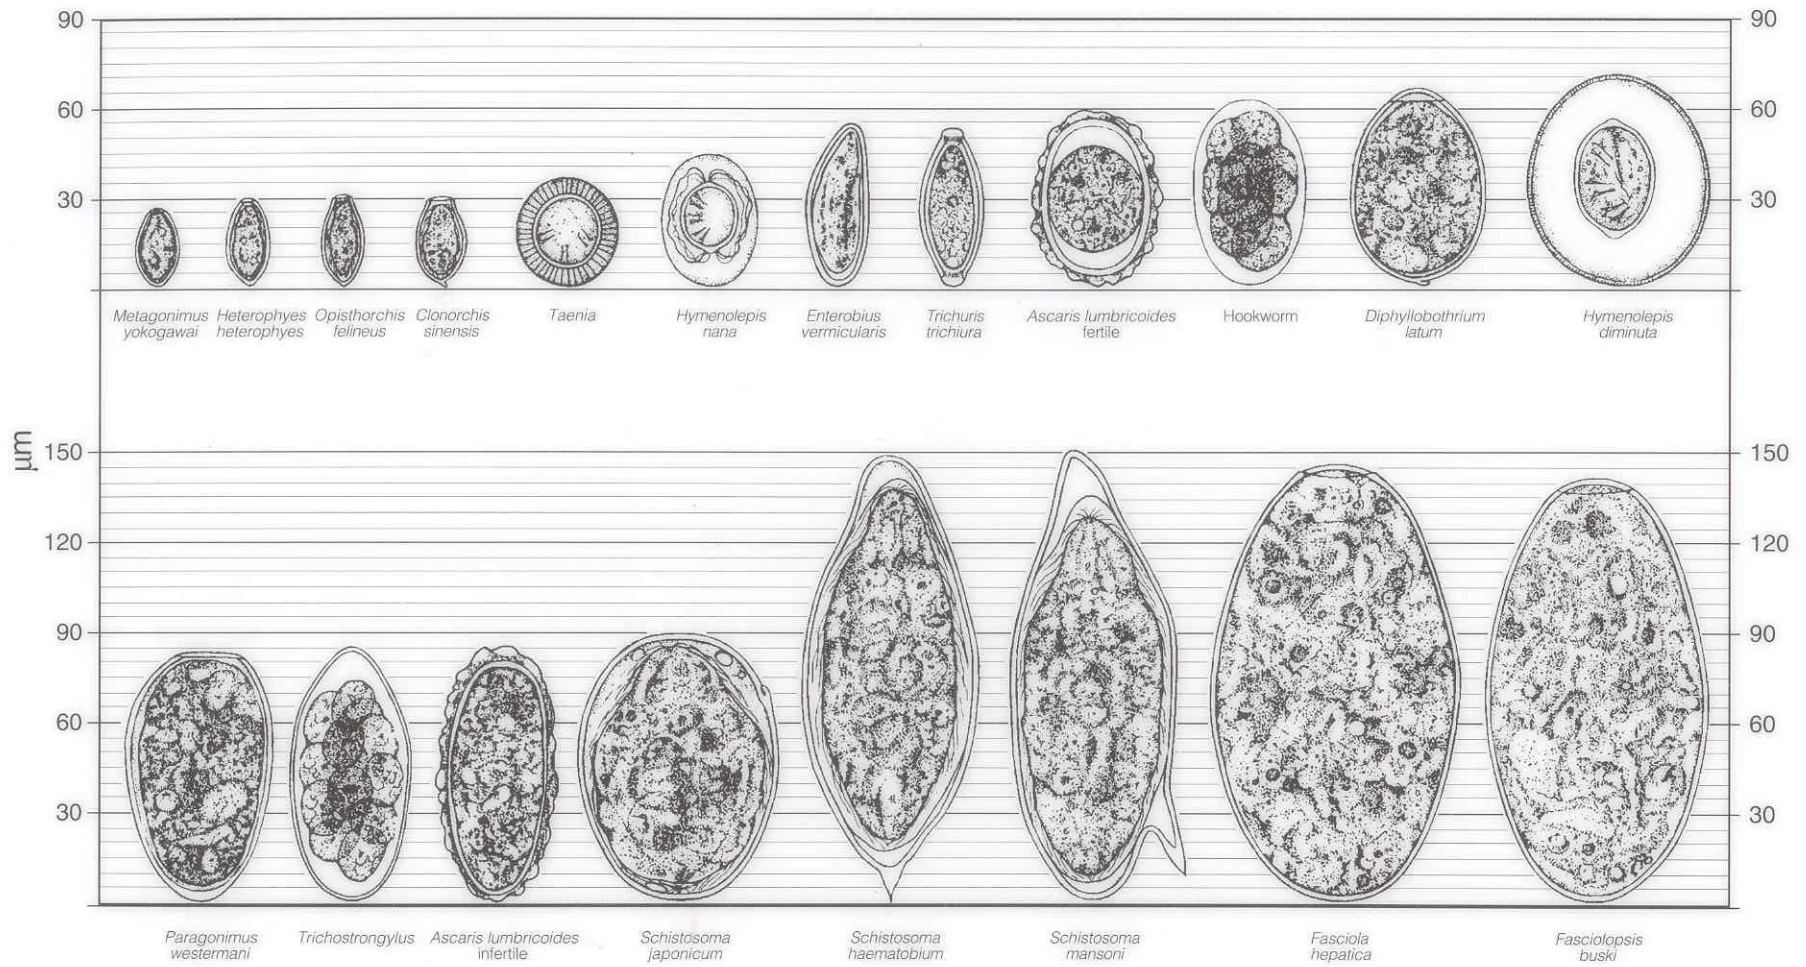 90 90
60 60
30 30
Metagonimus yokogawai
Heterophyes heterophyes
Opisthorchis felineus
Clonorchis sinensis
Taenia
Hymenolepis nana
Enterobius vermicularis
Trichuris trichiura
Ascaris lumbricoides fertile
Hookworm
Diphyllobothrium latum
Hymenolepis diminuta
µm
150 150
120 120
90 90
60 60
30 30
Paragonimus westermani
Trichostrongylus
Ascaris lumbricoides infertile
Schistosoma japonicum
Schistosoma haematobium
Schistosoma mansoni
Fasciola hepatica
Fasciolopsis buski